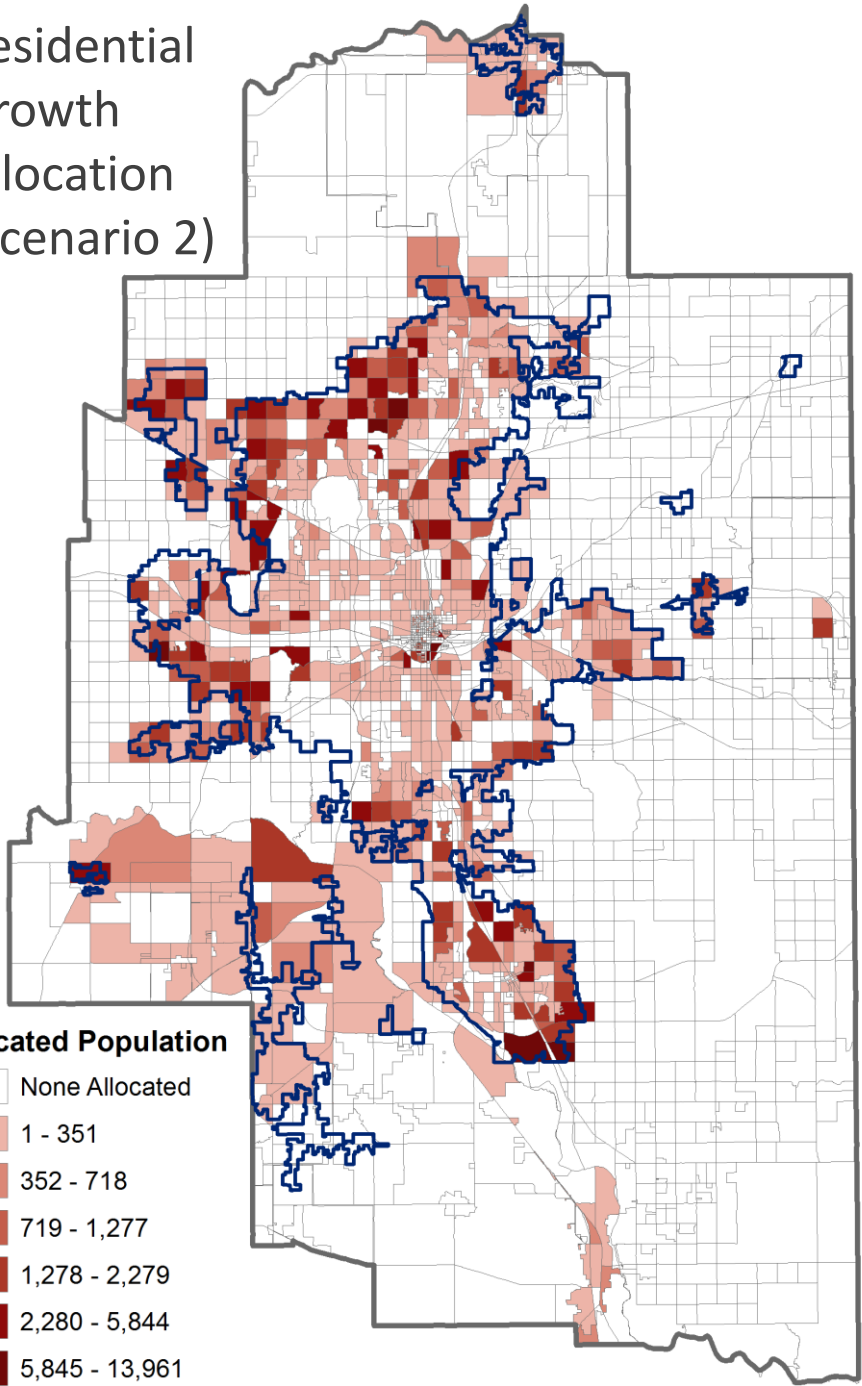 esidential
rowth
location
cenario 2)
cated Population
None Allocated
1 - 351
352 - 718
719 - 1,277
1,278 - 2,279
2,280 - 5,844
5,845 - 13,961